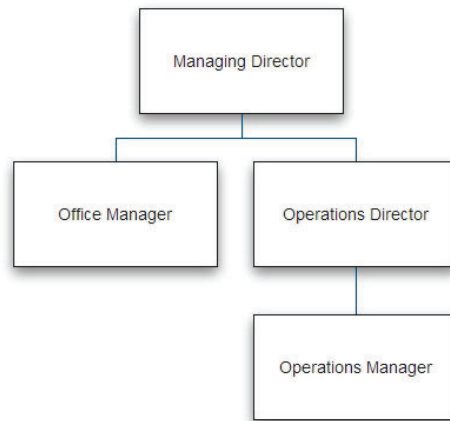 Managing Director
Office Manager
Operations Director
Operations Manager